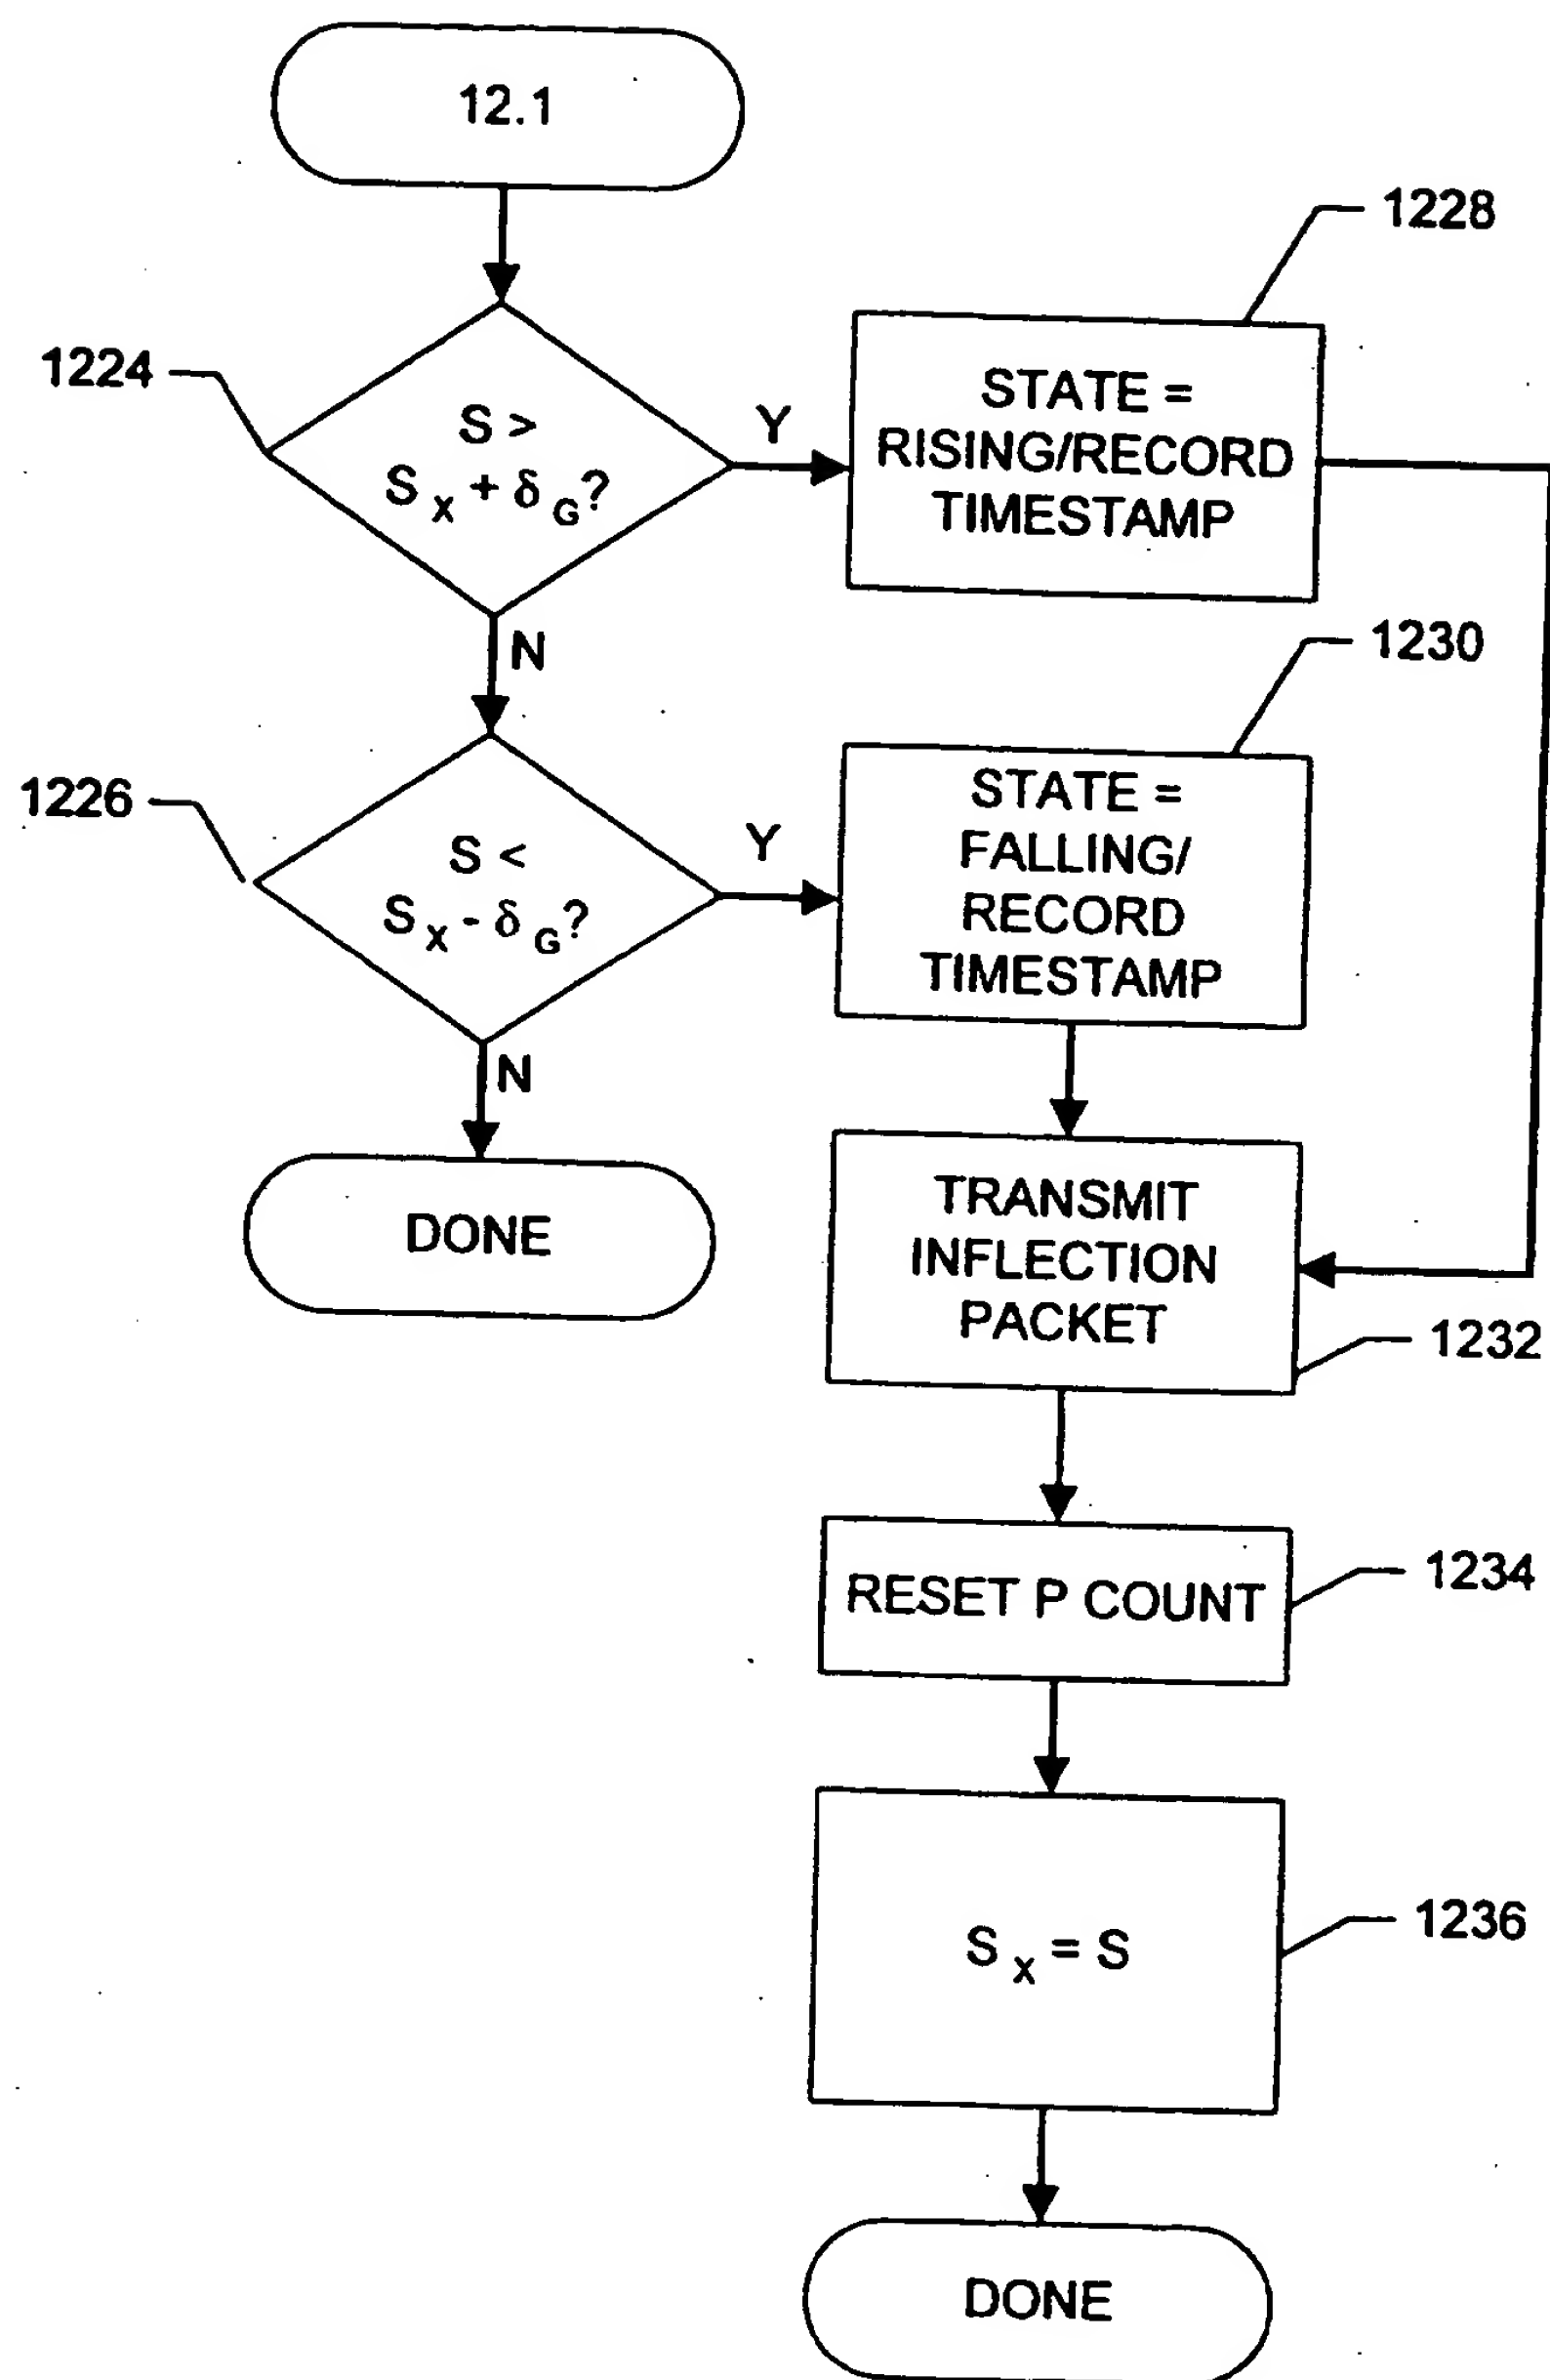 12.1
1228
1224
S >
S X + δ G?
Y
STATE =
RISING/RECORD
TIMESTAMP
N
1230
1226
S <
S X - δ G?
Y
STATE =
FALLING/
RECORD
TIMESTAMP
N
DONE
TRANSMIT
INFLECTION
PACKET
1232
RESET P COUNT
1234
S X = S
1236
DONE